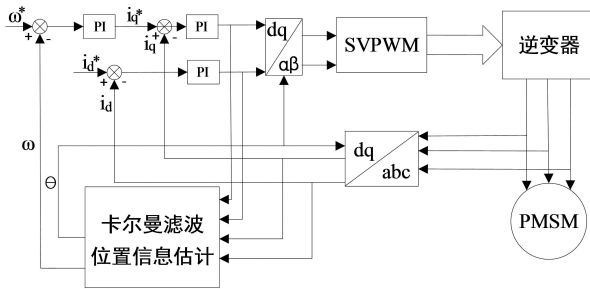 ω*
+
-
PI
iq*
+
-
iq
PI
dq
αβ
SVPWM
逆变器
id*
+
-
id
PI
ω
θ
dq
abc
卡尔曼滤波
位置信息估计
PMSM